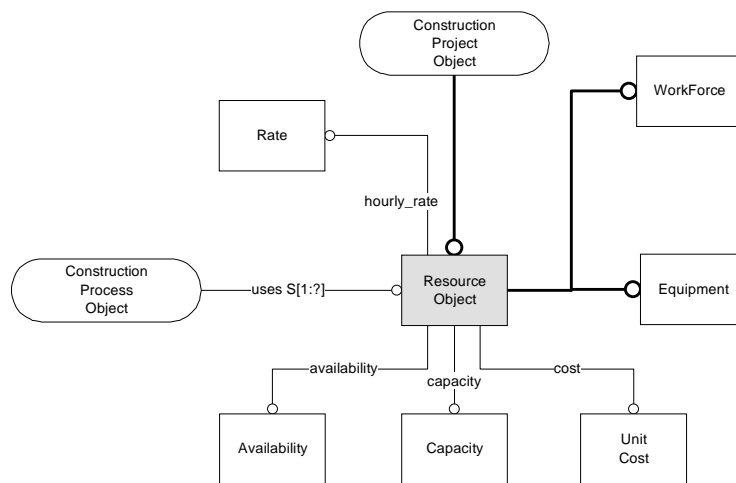 Construction
Project
Object
WorkForce
Rate
hourly_rate
Construction
Process
Object
uses S[1:?]
Resource
Object
Equipment
availability
capacity
cost
Availability
Capacity
Unit
Cost